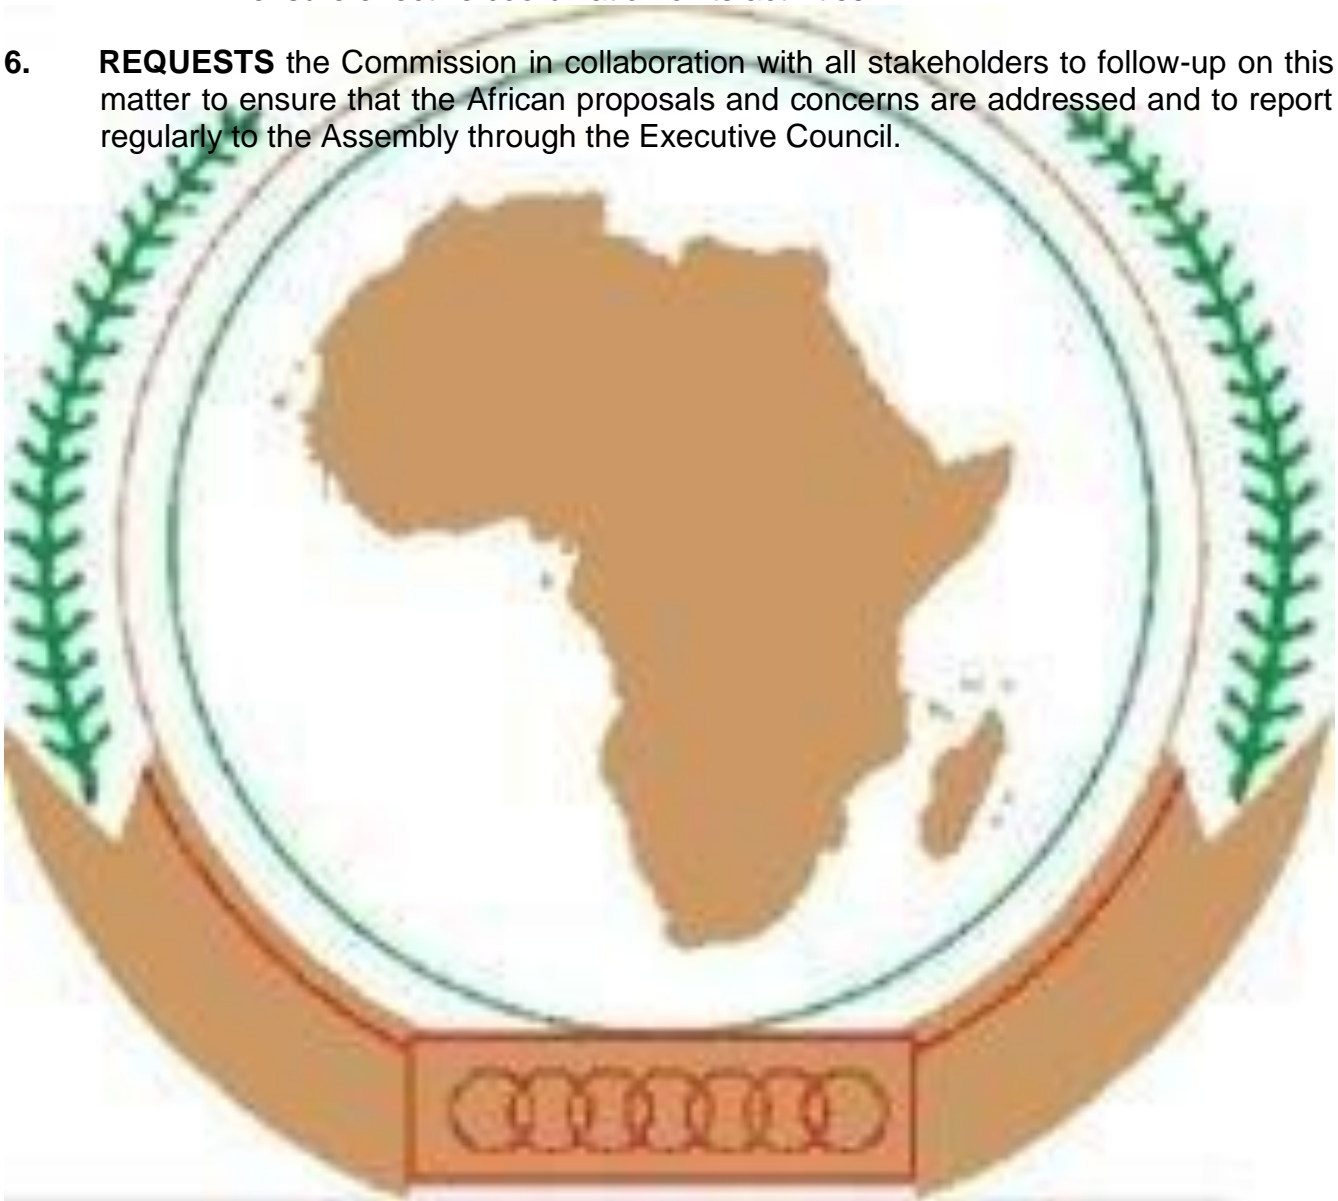 6. REQUESTS the Commission in collaboration with all stakeholders to follow-up on this
matter to ensure that the African proposals and concerns are addressed and to report
regularly to the Assembly through the Executive Council.